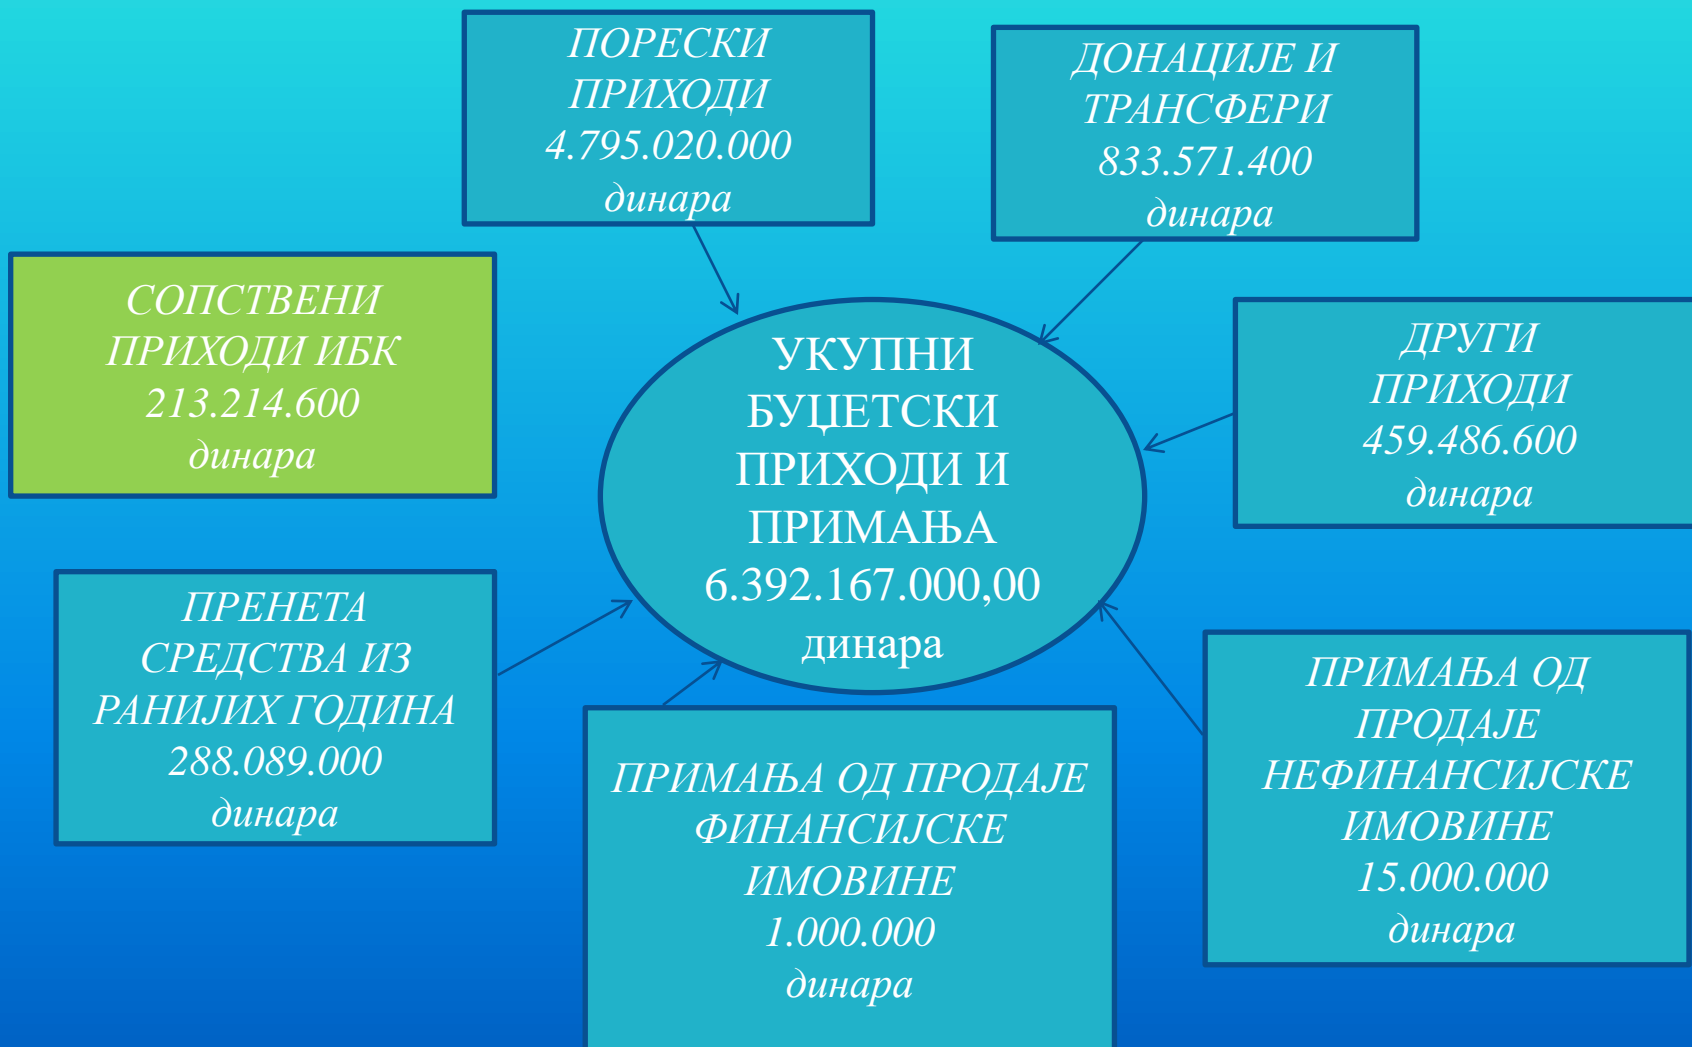 ПОРЕСКИ
ПРИХОДИ
4.795.020.000
динара
ДОНАЦИЈЕ И
ТРАНСФЕРИ
833.571.400
динара
СОПСТВЕНИ
ПРИХОДИ ИБК
213.214.600
динара
УКУПНИ
БУЏЕТСКИ
ПРИХОДИ И
ПРИМАЊА
6.392.167.000,00
динара
ДРУГИ
ПРИХОДИ
459.486.600
динара
ПРЕНЕТА
СРЕДСТВА ИЗ
РАНИЈИХ ГОДИНА
288.089.000
динара
ПРИМАЊА ОД ПРОДАЈЕ
ФИНАНСИЈСКЕ
ИМОВИНЕ
1.000.000
динара
ПРИМАЊА ОД
ПРОДАЈЕ
НЕФИНАНСИЈСКЕ
ИМОВИНЕ
15.000.000
динара